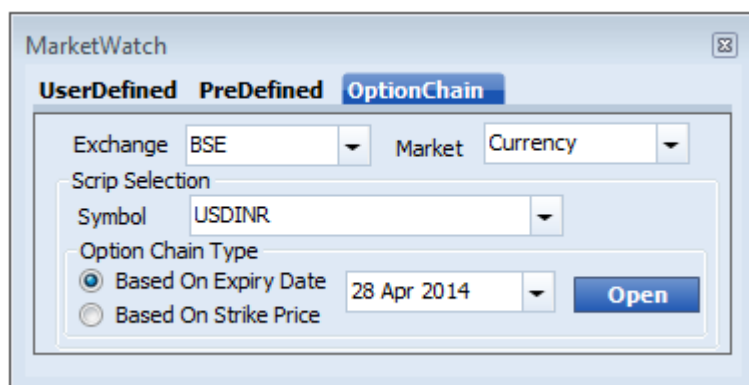 MarketWatch
UserDefined PreDefined OptionChain
Exchange BSE Market Currency
Scrip Selection
Symbol USDINR
Option Chain Type
Based On Expiry Date 28 Apr 2014 Open
Based On Strike Price